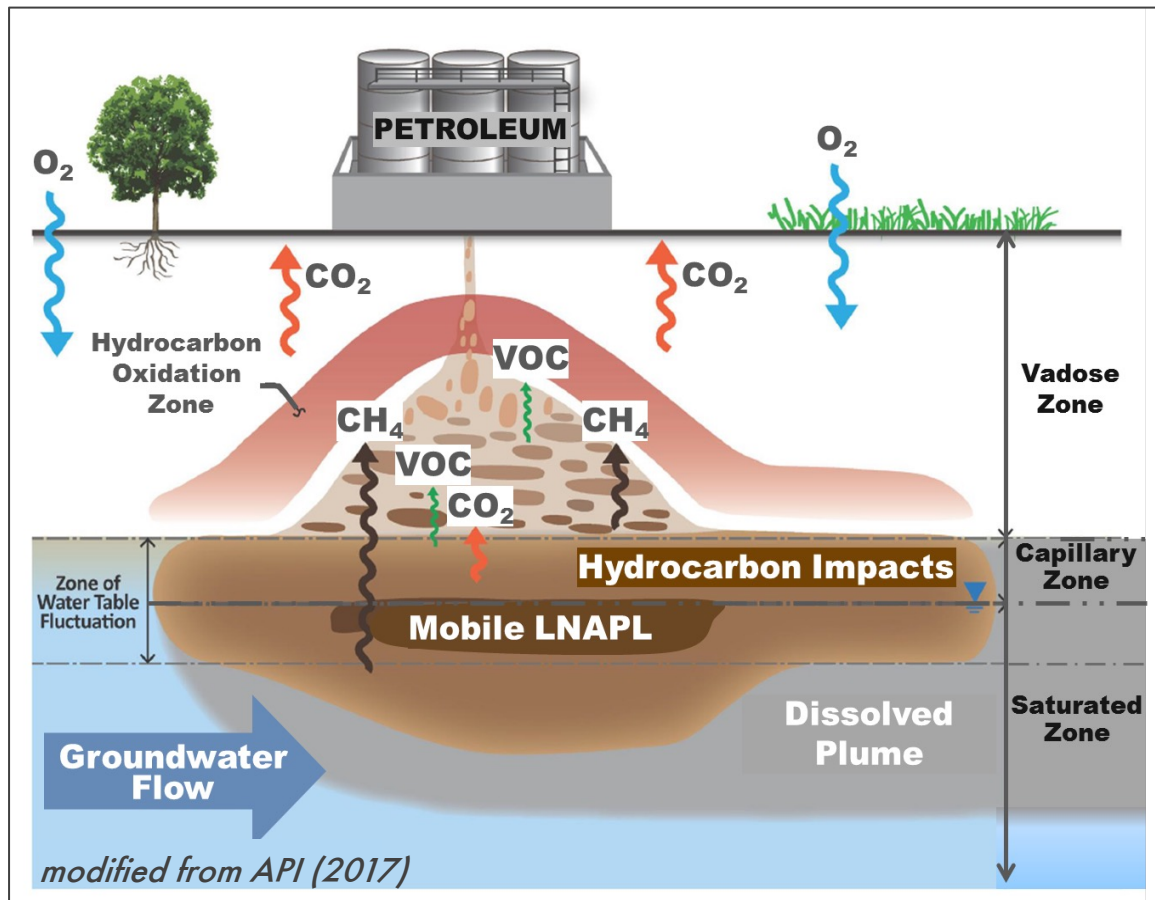 PETROLEUM
O₂
O₂
CO₂
CO₂
Hydrocarbon
Oxidation
Zone
VOC
Vadose
Zone
CH₄
CH₄
VOC
CO₂
Hydrocarbon Impacts
Capillary
Zone
Zone of
Water Table
Fluctuation
Mobile LNAPL
Dissolved
Plume
Saturated
Zone
Groundwater
Flow
modified from API (2017)